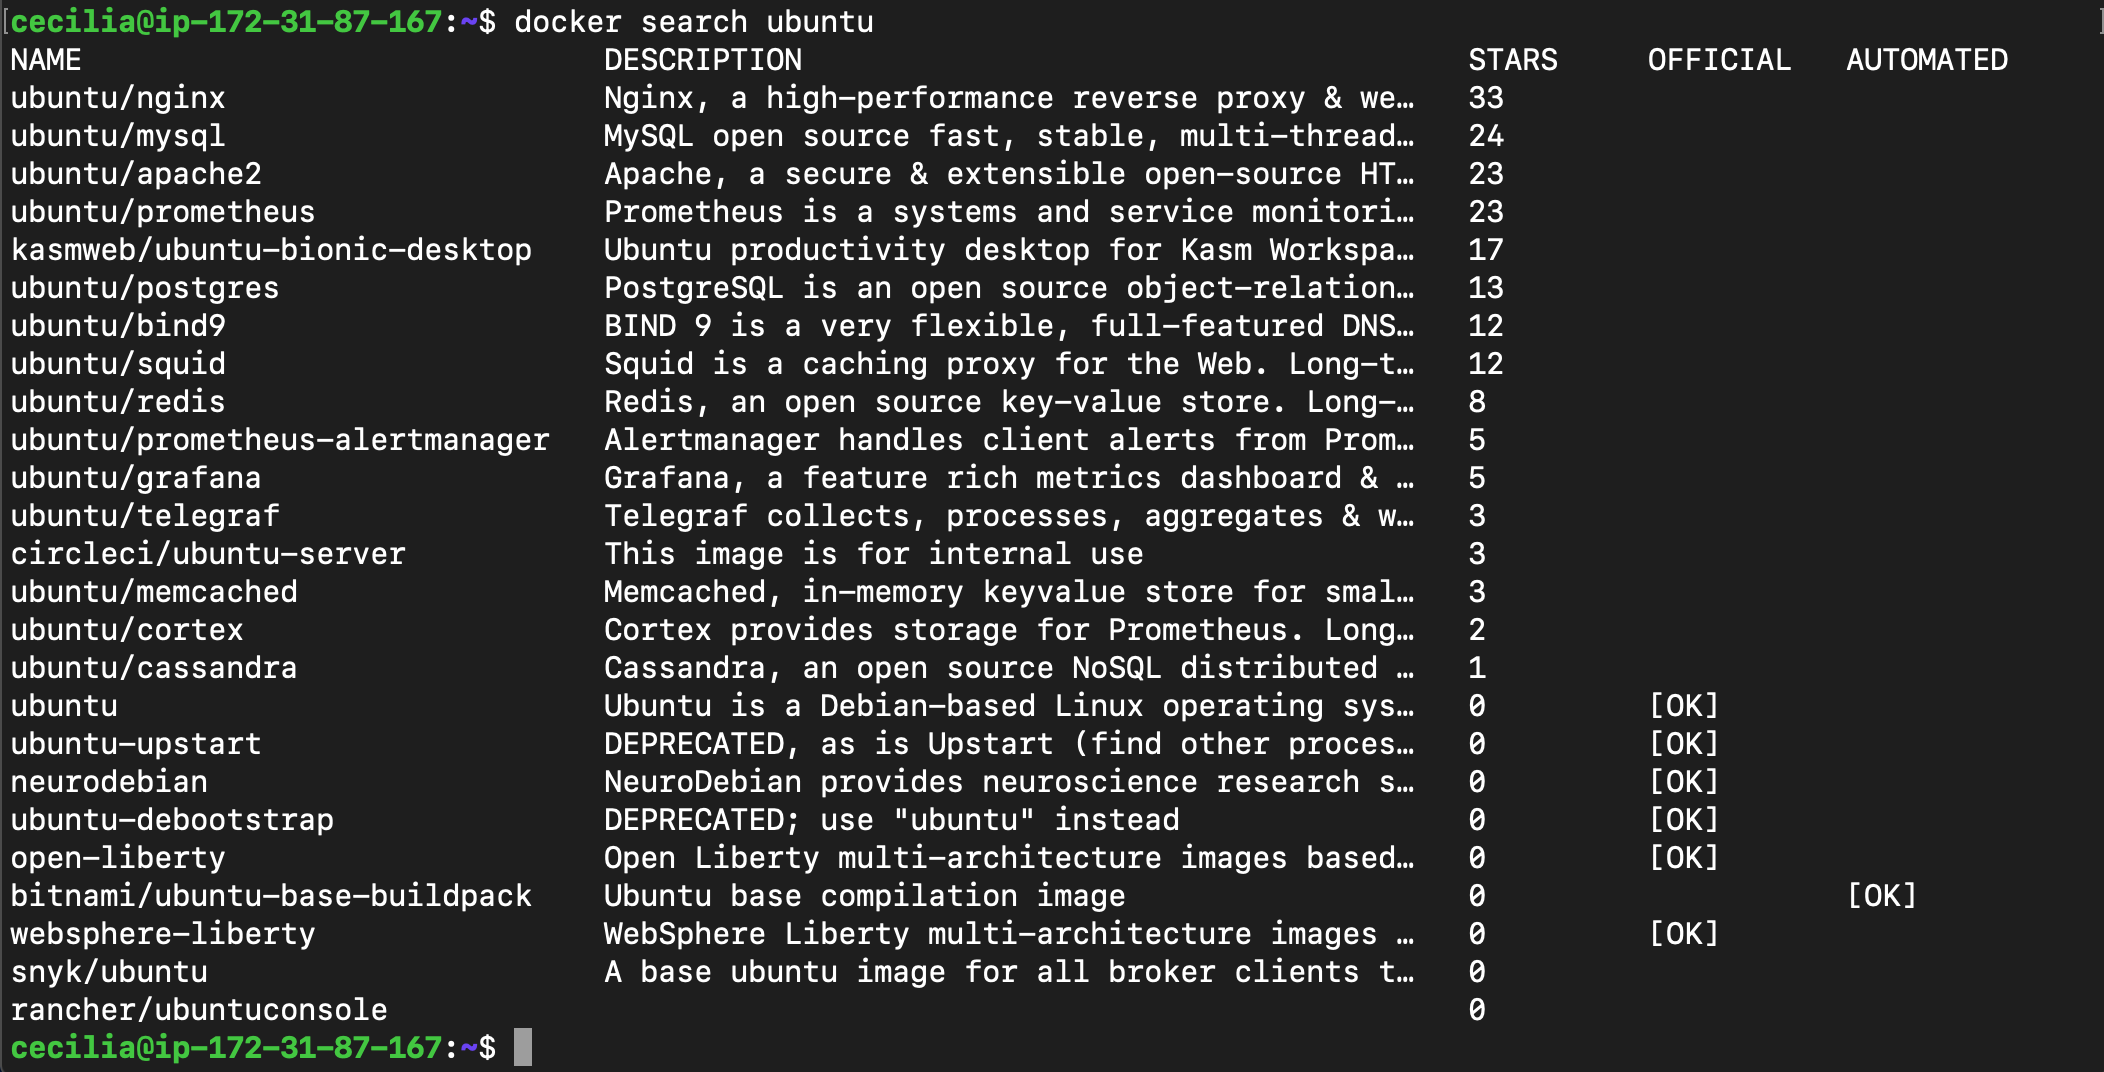 [cecilia@ip-172-31-87-167:~$ docker search ubuntu ]
NAME DESCRIPTION STARS OFFICIAL AUTOMATED
ubuntu/nginx Nginx, a high-performance reverse proxy & we… 33
ubuntu/mysql MySQL open source fast, stable, multi-thread… 24
ubuntu/apache2 Apache, a secure & extensible open-source HT… 23
ubuntu/prometheus Prometheus is a systems and service monitori… 23
kasmweb/ubuntu-bionic-desktop Ubuntu productivity desktop for Kasm Workspa… 17
ubuntu/postgres PostgreSQL is an open source object-relation… 13
ubuntu/bind9 BIND 9 is a very flexible, full-featured DNS… 12
ubuntu/squid Squid is a caching proxy for the Web. Long-t… 12
ubuntu/redis Redis, an open source key-value store. Long-… 8
ubuntu/prometheus-alertmanager Alertmanager handles client alerts from Prom… 5
ubuntu/grafana Grafana, a feature rich metrics dashboard & … 5
ubuntu/telegraf Telegraf collects, processes, aggregates & w… 3
circleci/ubuntu-server This image is for internal use 3
ubuntu/memcached Memcached, in-memory keyvalue store for smal… 3
ubuntu/cortex Cortex provides storage for Prometheus. Long… 2
ubuntu/cassandra Cassandra, an open source NoSQL distributed … 1
ubuntu Ubuntu is a Debian-based Linux operating sys… 0 [OK]
ubuntu-upstart DEPRECATED, as is Upstart (find other proces… 0 [OK]
neurodebian NeuroDebian provides neuroscience research s… 0 [OK]
ubuntu-debootstrap DEPRECATED; use "ubuntu" instead 0 [OK]
open-liberty Open Liberty multi-architecture images based… 0 [OK]
bitnami/ubuntu-base-buildpack Ubuntu base compilation image 0 [OK]
websphere-liberty WebSphere Liberty multi-architecture images … 0 [OK]
snyk/ubuntu A base ubuntu image for all broker clients t… 0
rancher/ubuntuconsole 0
cecilia@ip-172-31-87-167:~$